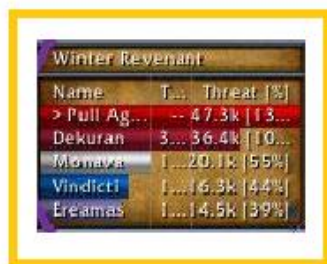 Winter Revenant
Name T... Threat [%]
> Pull Ag... -- 47.3k [13...
Dekuran 3... 36.4k [10...
Monava 1... 20.1k [55%]
Vindicti 1... 16.3k [44%]
Ereamas 1... 14.5k [39%]